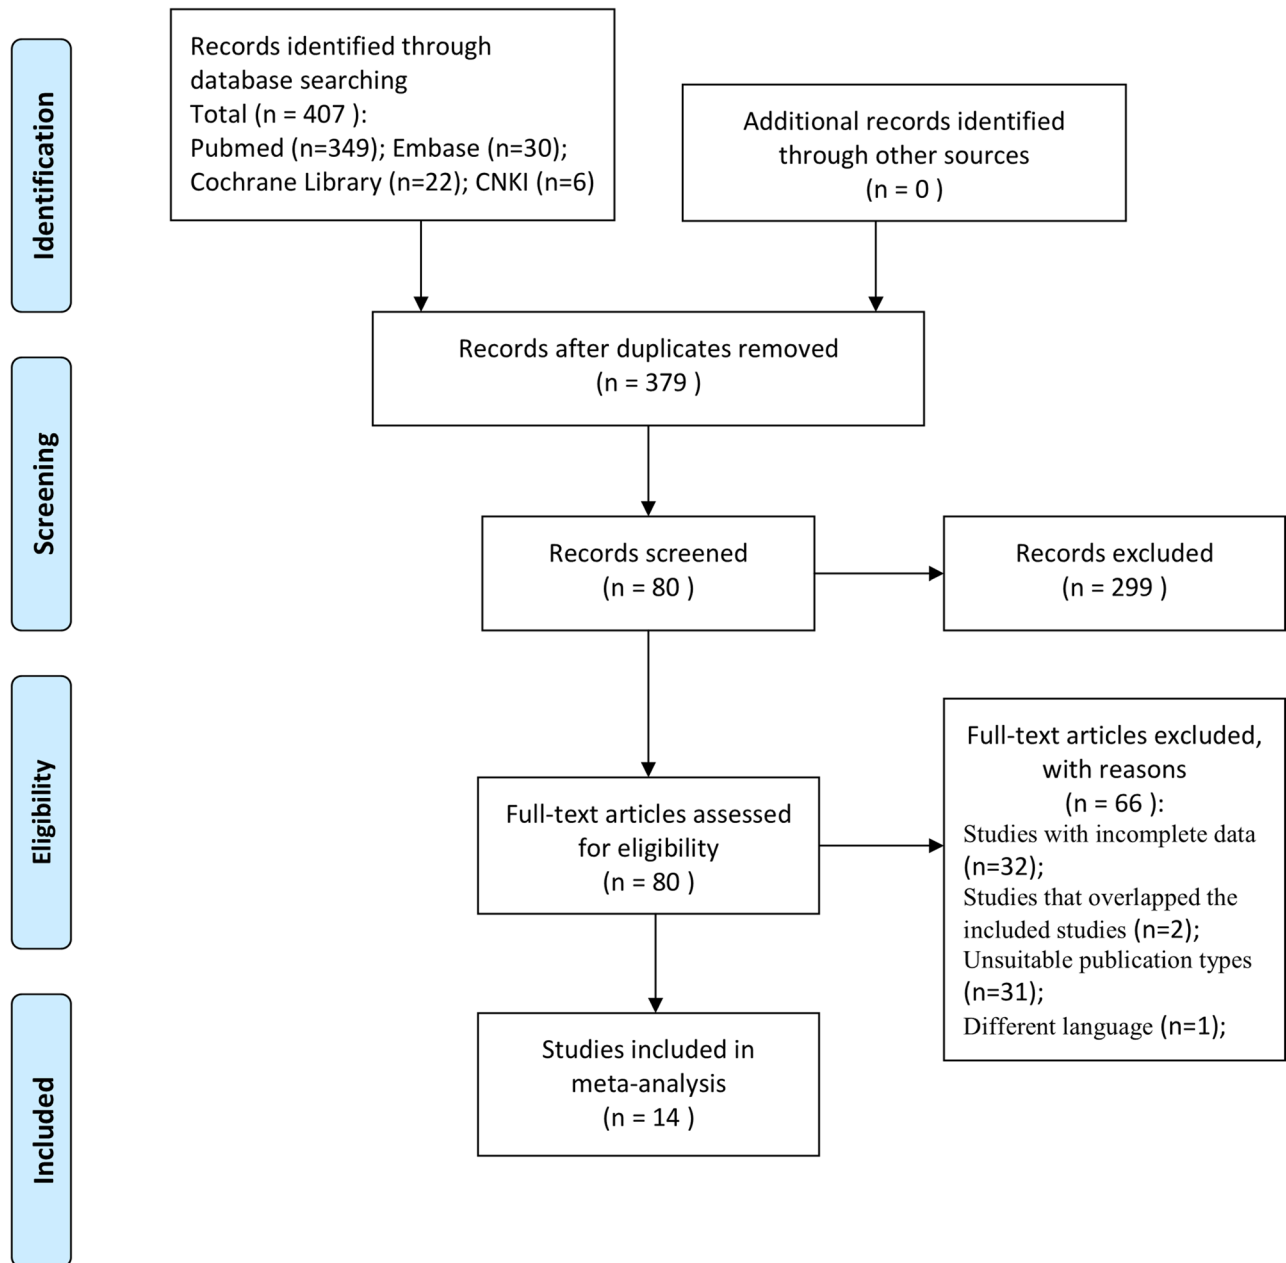 Identification
Records identified through
database searching
Total (n = 407 ):
Pubmed (n=349); Embase (n=30);
Cochrane Library (n=22); CNKI (n=6)
Additional records identified
through other sources
(n = 0 )
Records after duplicates removed
(n = 379 )
Screening
Records screened
(n = 80 )
Records excluded
(n = 299 )
Eligibility
Full-text articles assessed
for eligibility
(n = 80 )
Full-text articles excluded,
with reasons
(n = 66 ):
Studies with incomplete data
(n=32);
Studies that overlapped the
included studies (n=2);
Unsuitable publication types
(n=31);
Different language (n=1);
Included
Studies included in
meta-analysis
(n = 14 )